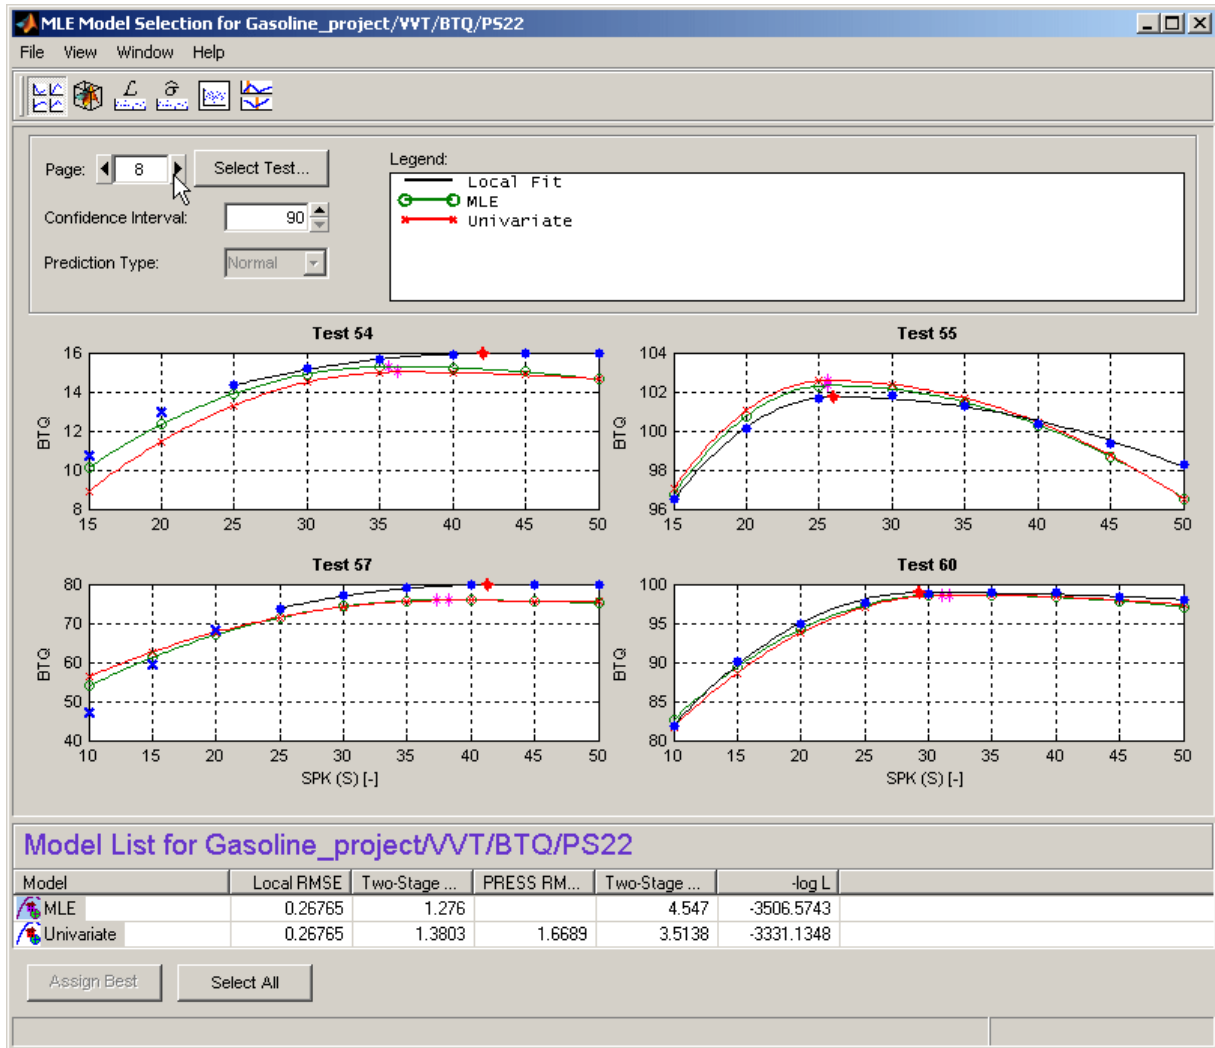 MLE Model Selection for Gasoline_project/VVT/BTQ/PS22
File View Window Help
Page: 8 Select Test...
Legend:
Local Fit
MLE
Univariate
Confidence Interval: 90
Prediction Type: Normal
Test 54
16
14
12
10
8
BTQ
15 20 25 30 35 40 45 50
Test 55
104
102
100
98
96
BTQ
15 20 25 30 35 40 45 50
Test 57
80
70
60
50
40
BTQ
10 15 20 25 30 35 40 45 50
SPK (S) [-]
Test 60
100
95
90
85
80
BTQ
10 15 20 25 30 35 40 45 50
SPK (S) [-]
Model List for Gasoline_project/VVT/BTQ/PS22
Model Local RMSE Two-Stage ... PRESS RM... Two-Stage ... -log L
MLE 0.26765 1.276 4.547 -3506.5743
Univariate 0.26765 1.3803 1.6689 3.5138 -3331.1348
Assign Best Select All